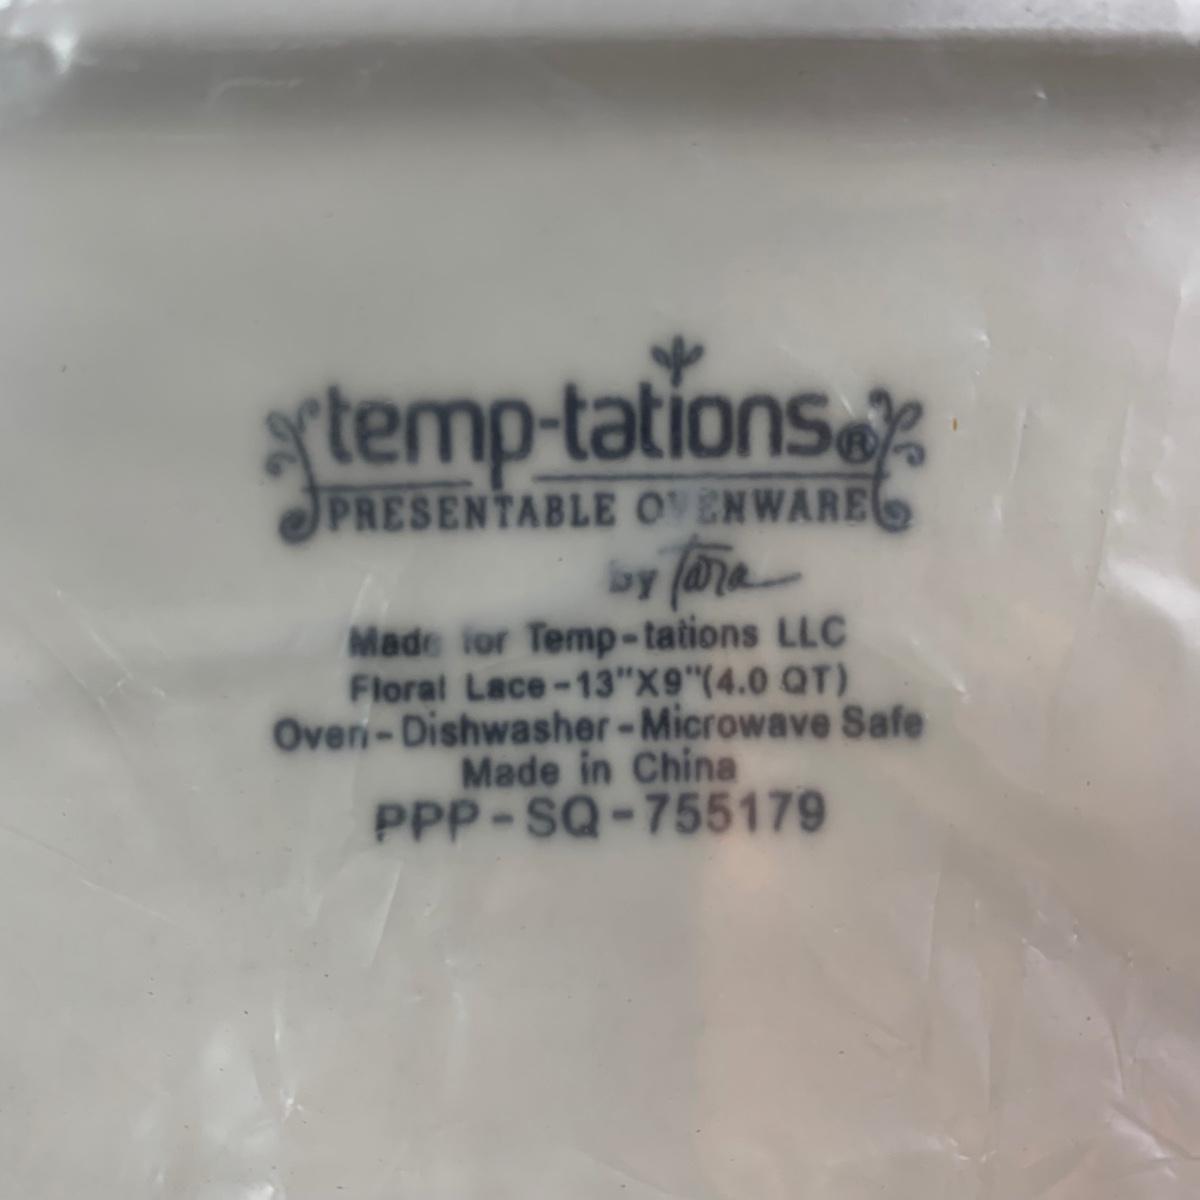 temp-tations®
PRESENTABLE OVENWARE
by Tara
Made for Temp-tations LLC
Floral Lace-13"X9"(4.0 QT)
Oven-Dishwasher-Microwave Safe
Made in China
PPP-SQ-755179